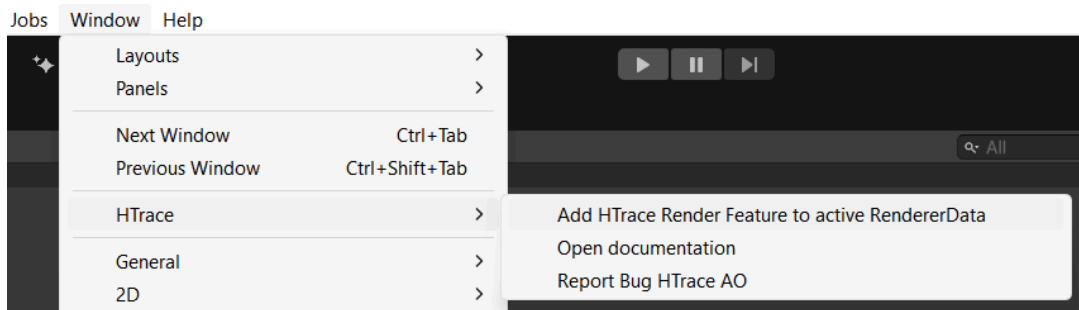 Jobs Window Help
Layouts
Panels
Next Window Ctrl+Tab
Previous Window Ctrl+Shift+Tab
All
HTrace
Add HTrace Render Feature to active RendererData
Open documentation
Report Bug HTrace AO
General
2D